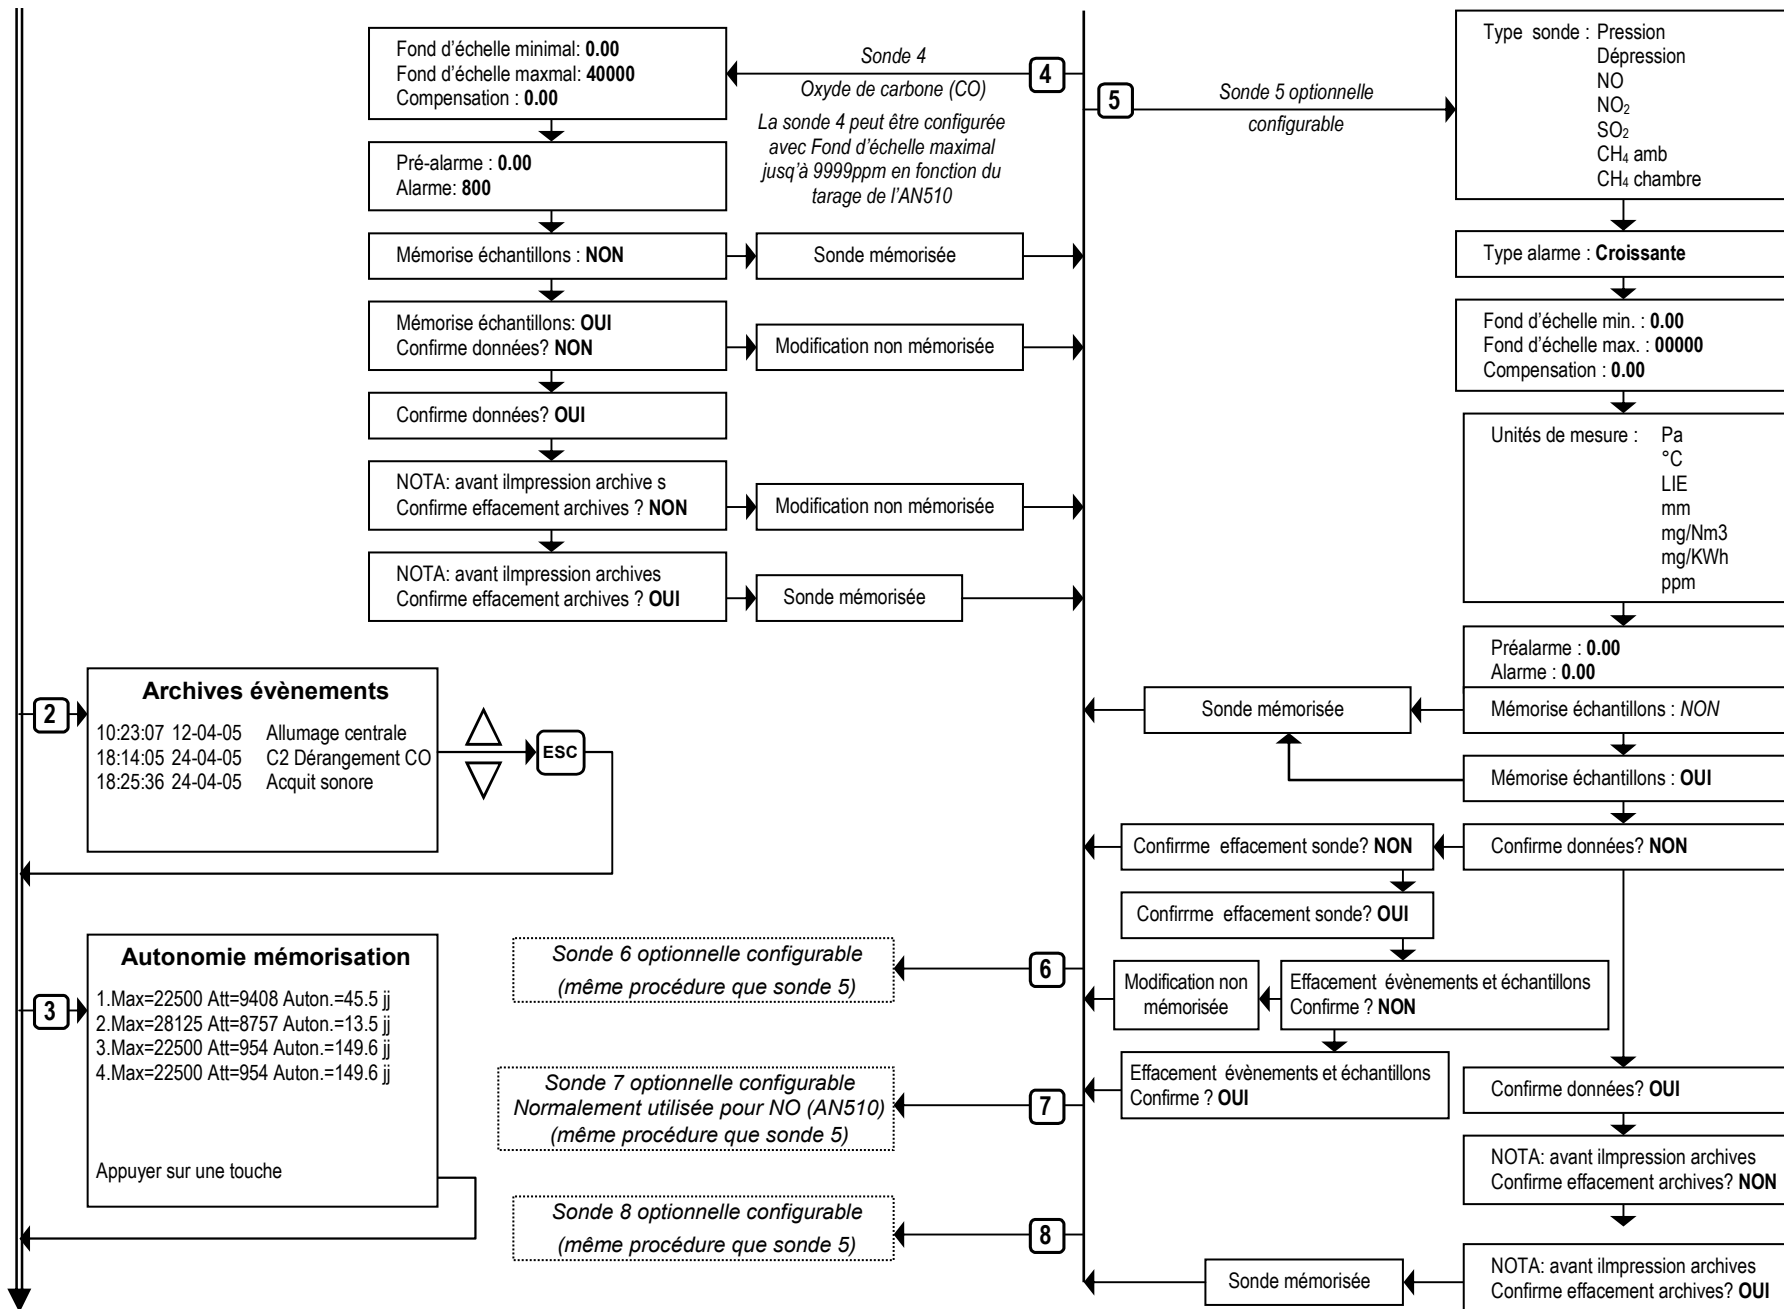 Fond d'échelle minimal: 0.00
Fond d'échelle maxmal: 40000
Compensation : 0.00
Sonde 4
Oxyde de carbone (CO)
La sonde 4 peut être configurée
avec Fond d'échelle maximal
jusqu'à 9999ppm en fonction du
tarage de l'AN510
4
Pré-alarme : 0.00
Alarme: 800
Mémorise échantillons : NON
Sonde mémorisée
Mémorise échantillons: OUI
Confirme données? NON
Modification non mémorisée
Confirme données? OUI
NOTA: avant ilmpression archive s
Confirme effacement archives ? NON
Modification non mémorisée
NOTA: avant ilmpression archives
Confirme effacement archives ? OUI
Sonde mémorisée
5
Sonde 5 optionnelle
configurable
Type sonde : Pression
Dépression
NO
NO2
SO2
CH4 amb
CH4 chambre
Type alarme : Croissante
Fond d'échelle min. : 0.00
Fond d'échelle max. : 00000
Compensation : 0.00
Unités de mesure : Pa
°C
LIE
mm
mg/Nm3
mg/KWh
ppm
Préalarme : 0.00
Alarme : 0.00
Mémorise échantillons : NON
Sonde mémorisée
Mémorise échantillons : OUI
Confirme données? NON
Confirrme effacement sonde? NON
Confirrme effacement sonde? OUI
Effacement évènements et échantillons
Confirme ? NON
Modification non
mémorisée
Effacement évènements et échantillons
Confirme ? OUI
Confirme données? OUI
NOTA: avant ilmpression archives
Confirme effacement archives? NON
NOTA: avant ilmpression archives
Confirme effacement archives? OUI
Sonde mémorisée
2
Archives évènements
10:23:07 12-04-05 Allumage centrale
18:14:05 24-04-05 C2 Dérangement CO
18:25:36 24-04-05 Acquit sonore
ESC
3
Autonomie mémorisation
1.Max=22500 Att=9408 Auton.=45.5 jj
2.Max=28125 Att=8757 Auton.=13.5 jj
3.Max=22500 Att=954 Auton.=149.6 jj
4.Max=22500 Att=954 Auton.=149.6 jj
Appuyer sur une touche
Sonde 6 optionnelle configurable
(même procédure que sonde 5)
6
Sonde 7 optionnelle configurable
Normalement utilisée pour NO (AN510)
(même procédure que sonde 5)
7
Sonde 8 optionnelle configurable
(même procédure que sonde 5)
8